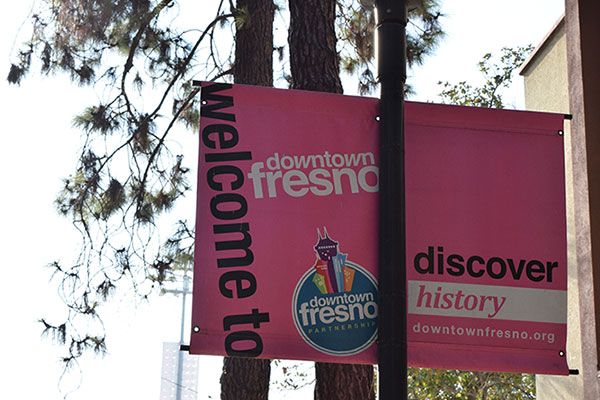 welcome to
downtown
fresno
downtown
fresno
PARTNERSHIP
discover
history
downtownfresno.org